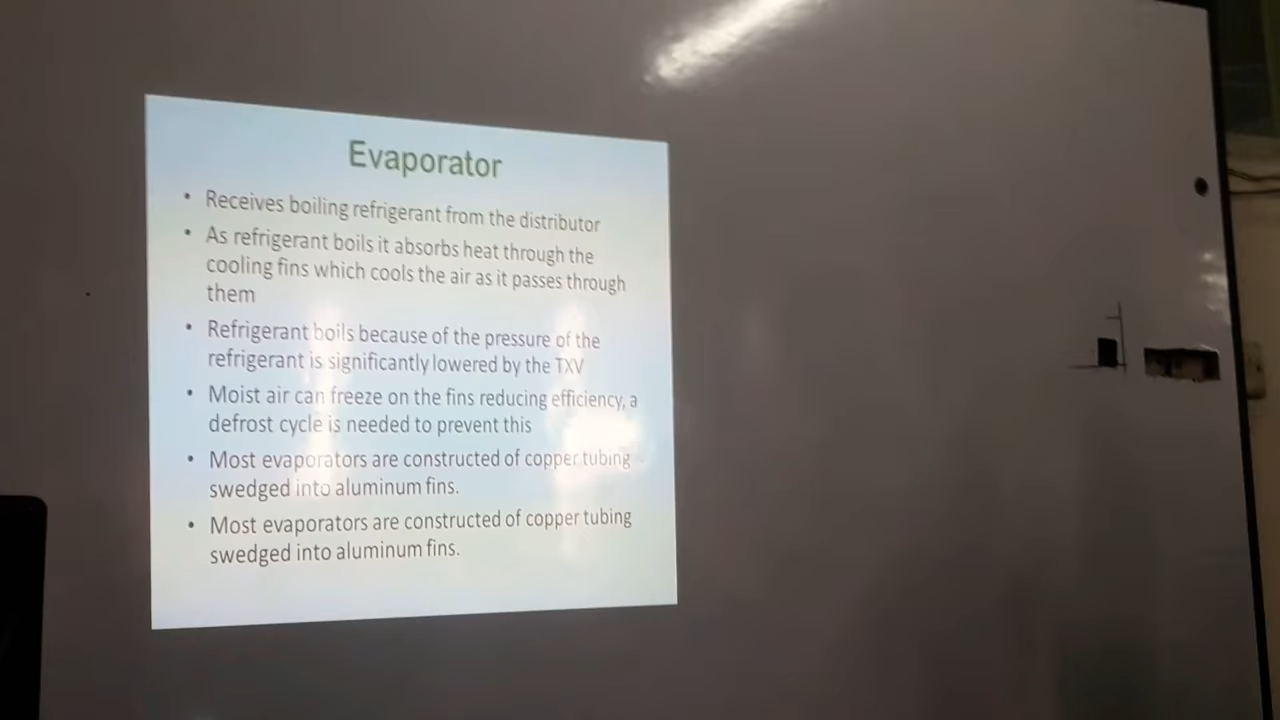 Evaporator
• Receives boiling refrigerant from the distributor
• As refrigerant boils it absorbs heat through the
cooling fins which cools the air as it passes through
them
• Refrigerant boils because of the pressure of the
refrigerant is significantly lowered by the TXV
• Moist air can freeze on the fins reducing efficiency, a
defrost cycle is needed to prevent this
• Most evaporators are constructed of copper tubing
swedged into aluminum fins.
• Most evaporators are constructed of copper tubing
swedged into aluminum fins.